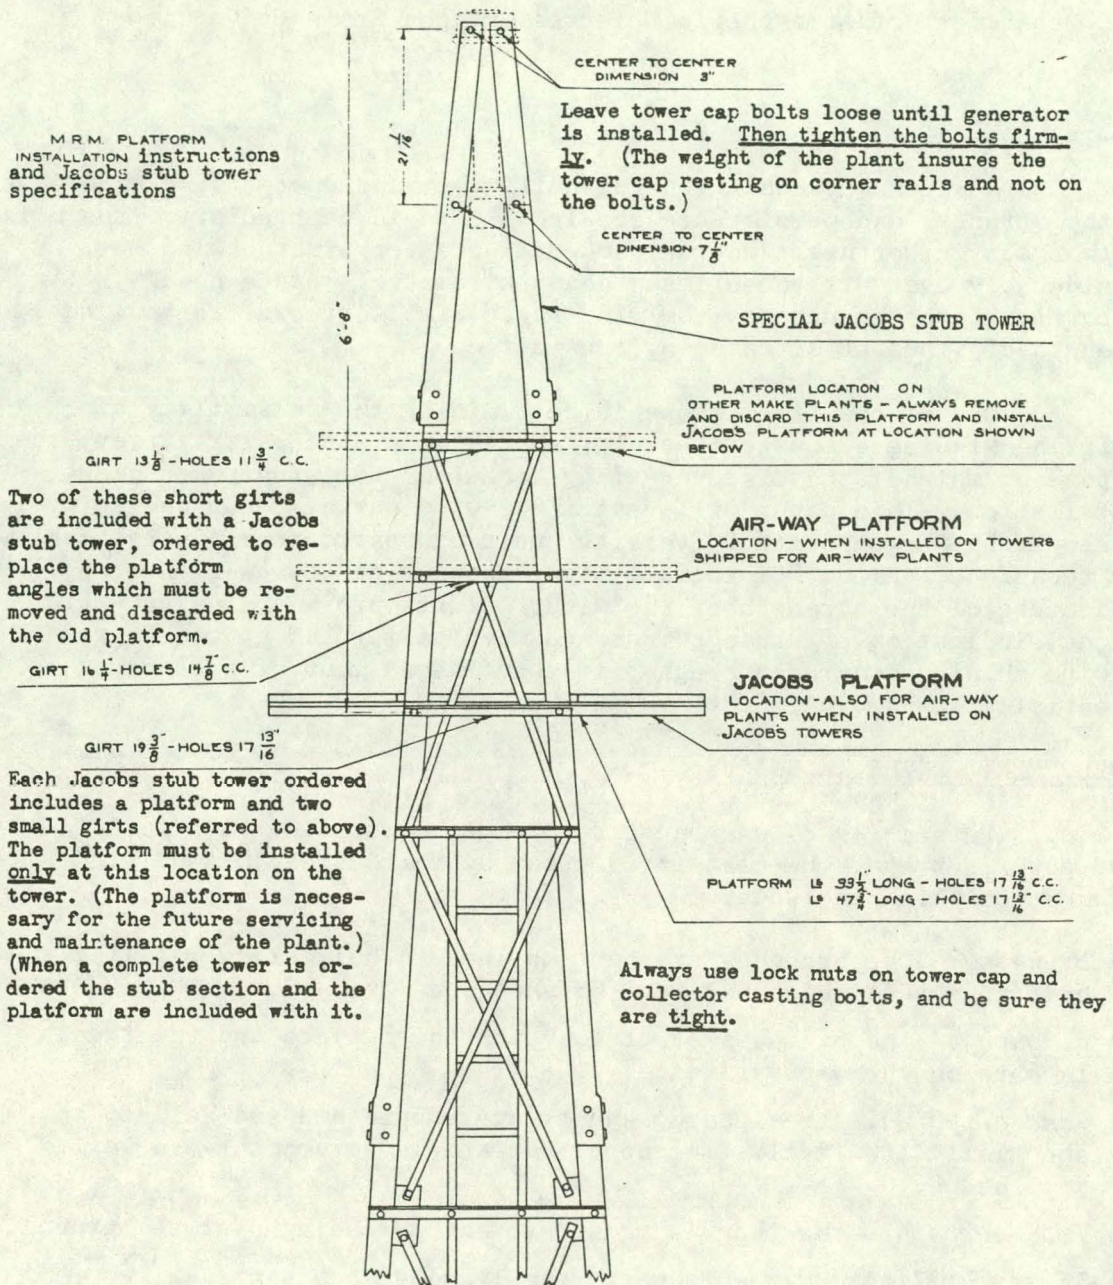 CENTER TO CENTER
DIMENSION 3"
Leave tower cap bolts loose until generator
is installed. Then tighten the bolts firm-
ly. (The weight of the plant insures the
tower cap resting on corner rails and not on
the bolts.)
M R M. PLATFORM
INSTALLATION instructions
and Jacobs stub tower
specifications
21 1/16"
CENTER TO CENTER
DINENSION 7 1/8"
6'-8"
SPECIAL JACOBS STUB TOWER
PLATFORM LOCATION ON
OTHER MAKE PLANTS - ALWAYS REMOVE
AND DISCARD THIS PLATFORM AND INSTALL
JACOB'S PLATFORM AT LOCATION SHOWN
BELOW
GIRT 13 1/8" - HOLES 11 3/4" C.C.
Two of these short girts
are included with a Jacobs
stub tower, ordered to re-
place the platform
angles which must be re-
moved and discarded with
the old platform.
AIR-WAY PLATFORM
LOCATION - WHEN INSTALLED ON TOWERS
SHIPPED FOR AIR-WAY PLANTS
GIRT 16 1/4" - HOLES 14 7/8" C.C.
JACOBS PLATFORM
LOCATION - ALSO FOR AIR-WAY
PLANTS WHEN INSTALLED ON
JACOB'S TOWERS
GIRT 19 3/8" - HOLES 17 13/16"
Each Jacobs stub tower ordered
includes a platform and two
small girts (referred to above).
The platform must be installed
only at this location on the
tower. (The platform is neces-
sary for the future servicing
and maintenance of the plant.)
(When a complete tower is or-
dered the stub section and the
platform are included with it.
PLATFORM Ls 33 1/2" LONG - HOLES 17 13/16" C.C.
Ls 47 3/4" LONG - HOLES 17 13/16" C.C.
Always use lock nuts on tower cap and
collector casting bolts, and be sure they
are tight.